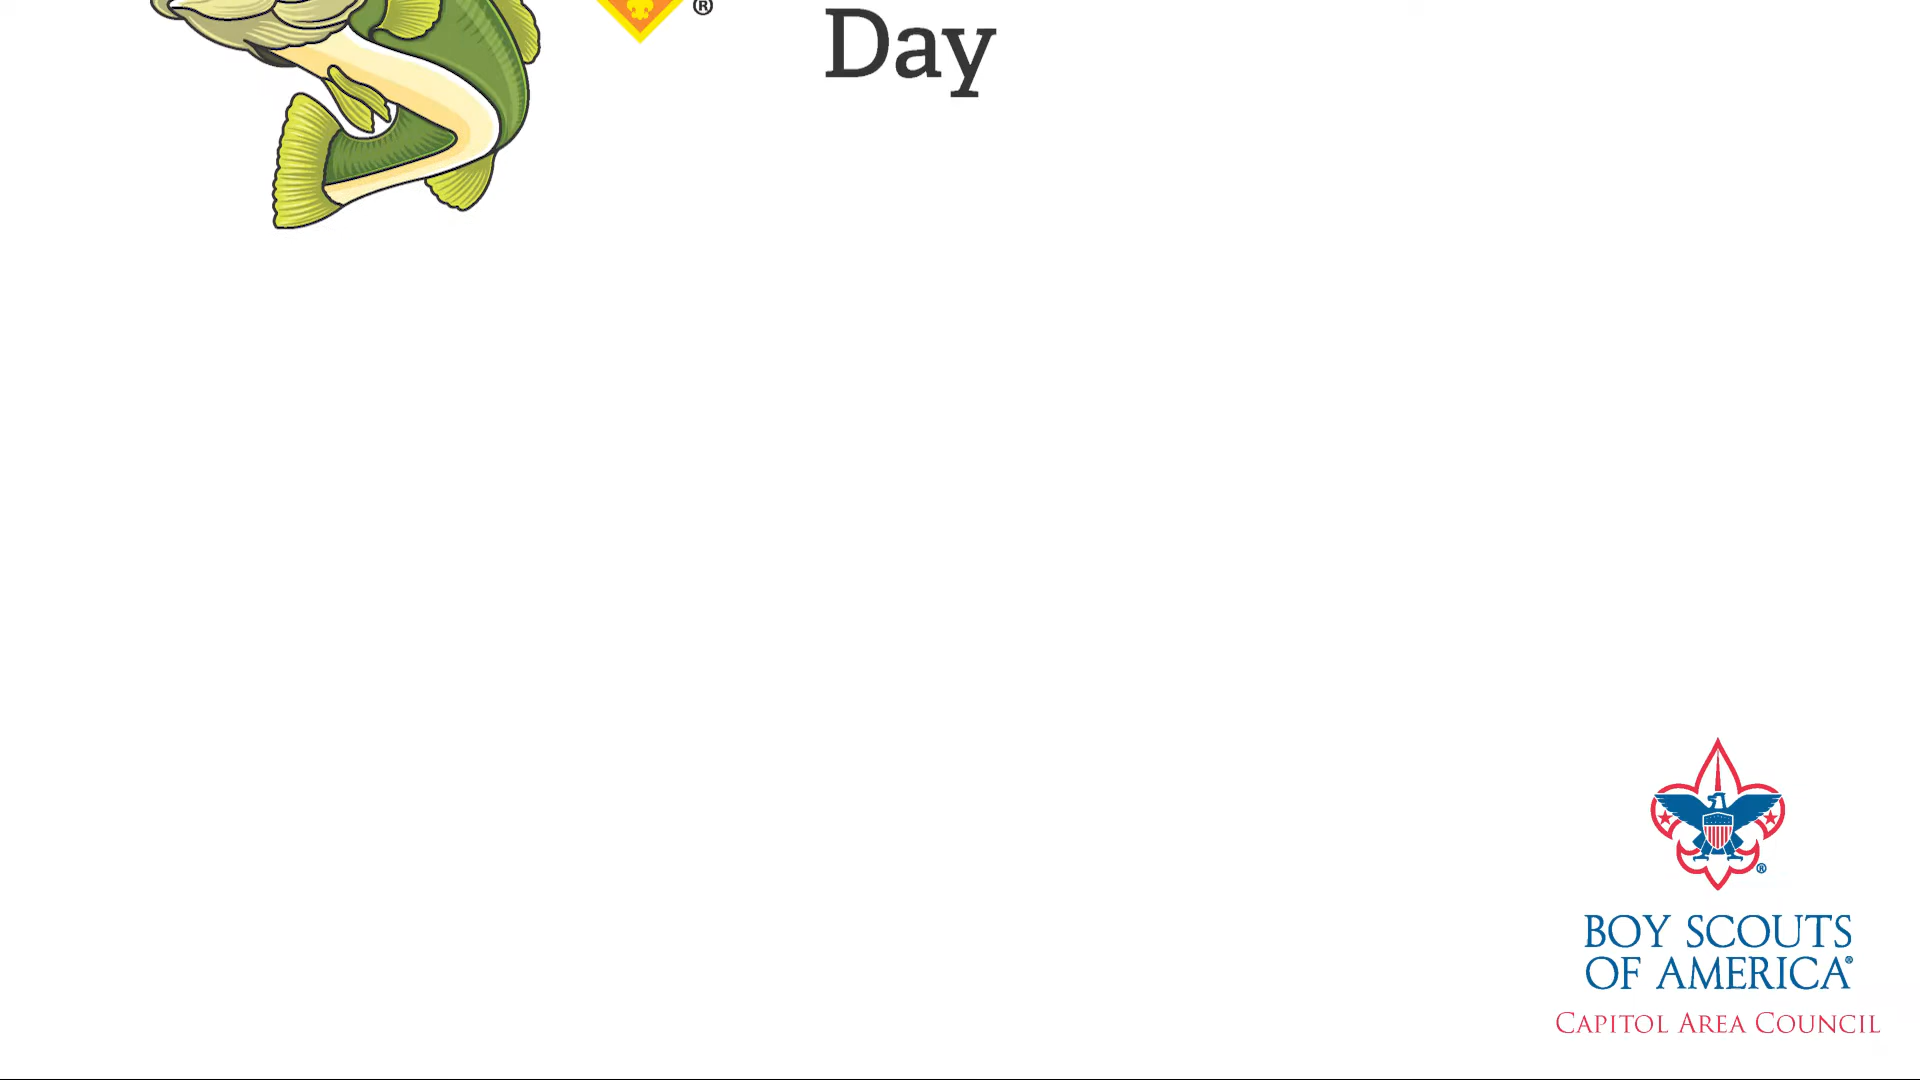 ®
Day
®
BOY SCOUTS
OF AMERICA®
CAPITOL AREA COUNCIL